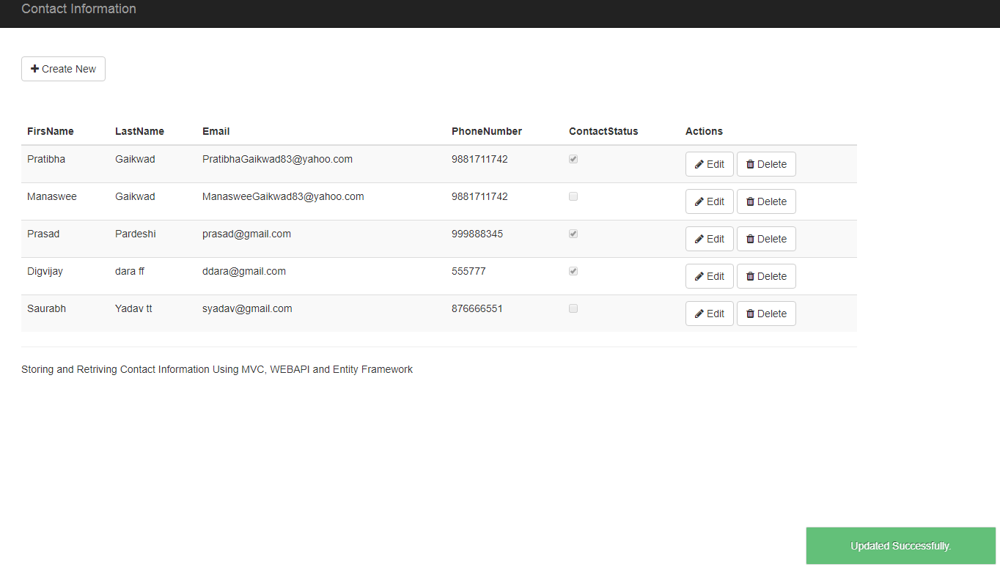 Contact Information
Create New
FirsName LastName Email PhoneNumber ContactStatus Actions
Pratibha Gaikwad PratibhaGaikwad83@yahoo.com 9881711742 Edit Delete
Manaswee Gaikwad ManasweeGaikwad83@yahoo.com 9881711742 Edit Delete
Prasad Pardeshi prasad@gmail.com 999888345 Edit Delete
Digvijay dara ff ddara@gmail.com 555777 Edit Delete
Saurabh Yadav tt syadav@gmail.com 876666551 Edit Delete
Storing and Retriving Contact Information Using MVC, WEBAPI and Entity Framework
Updated Successfully.